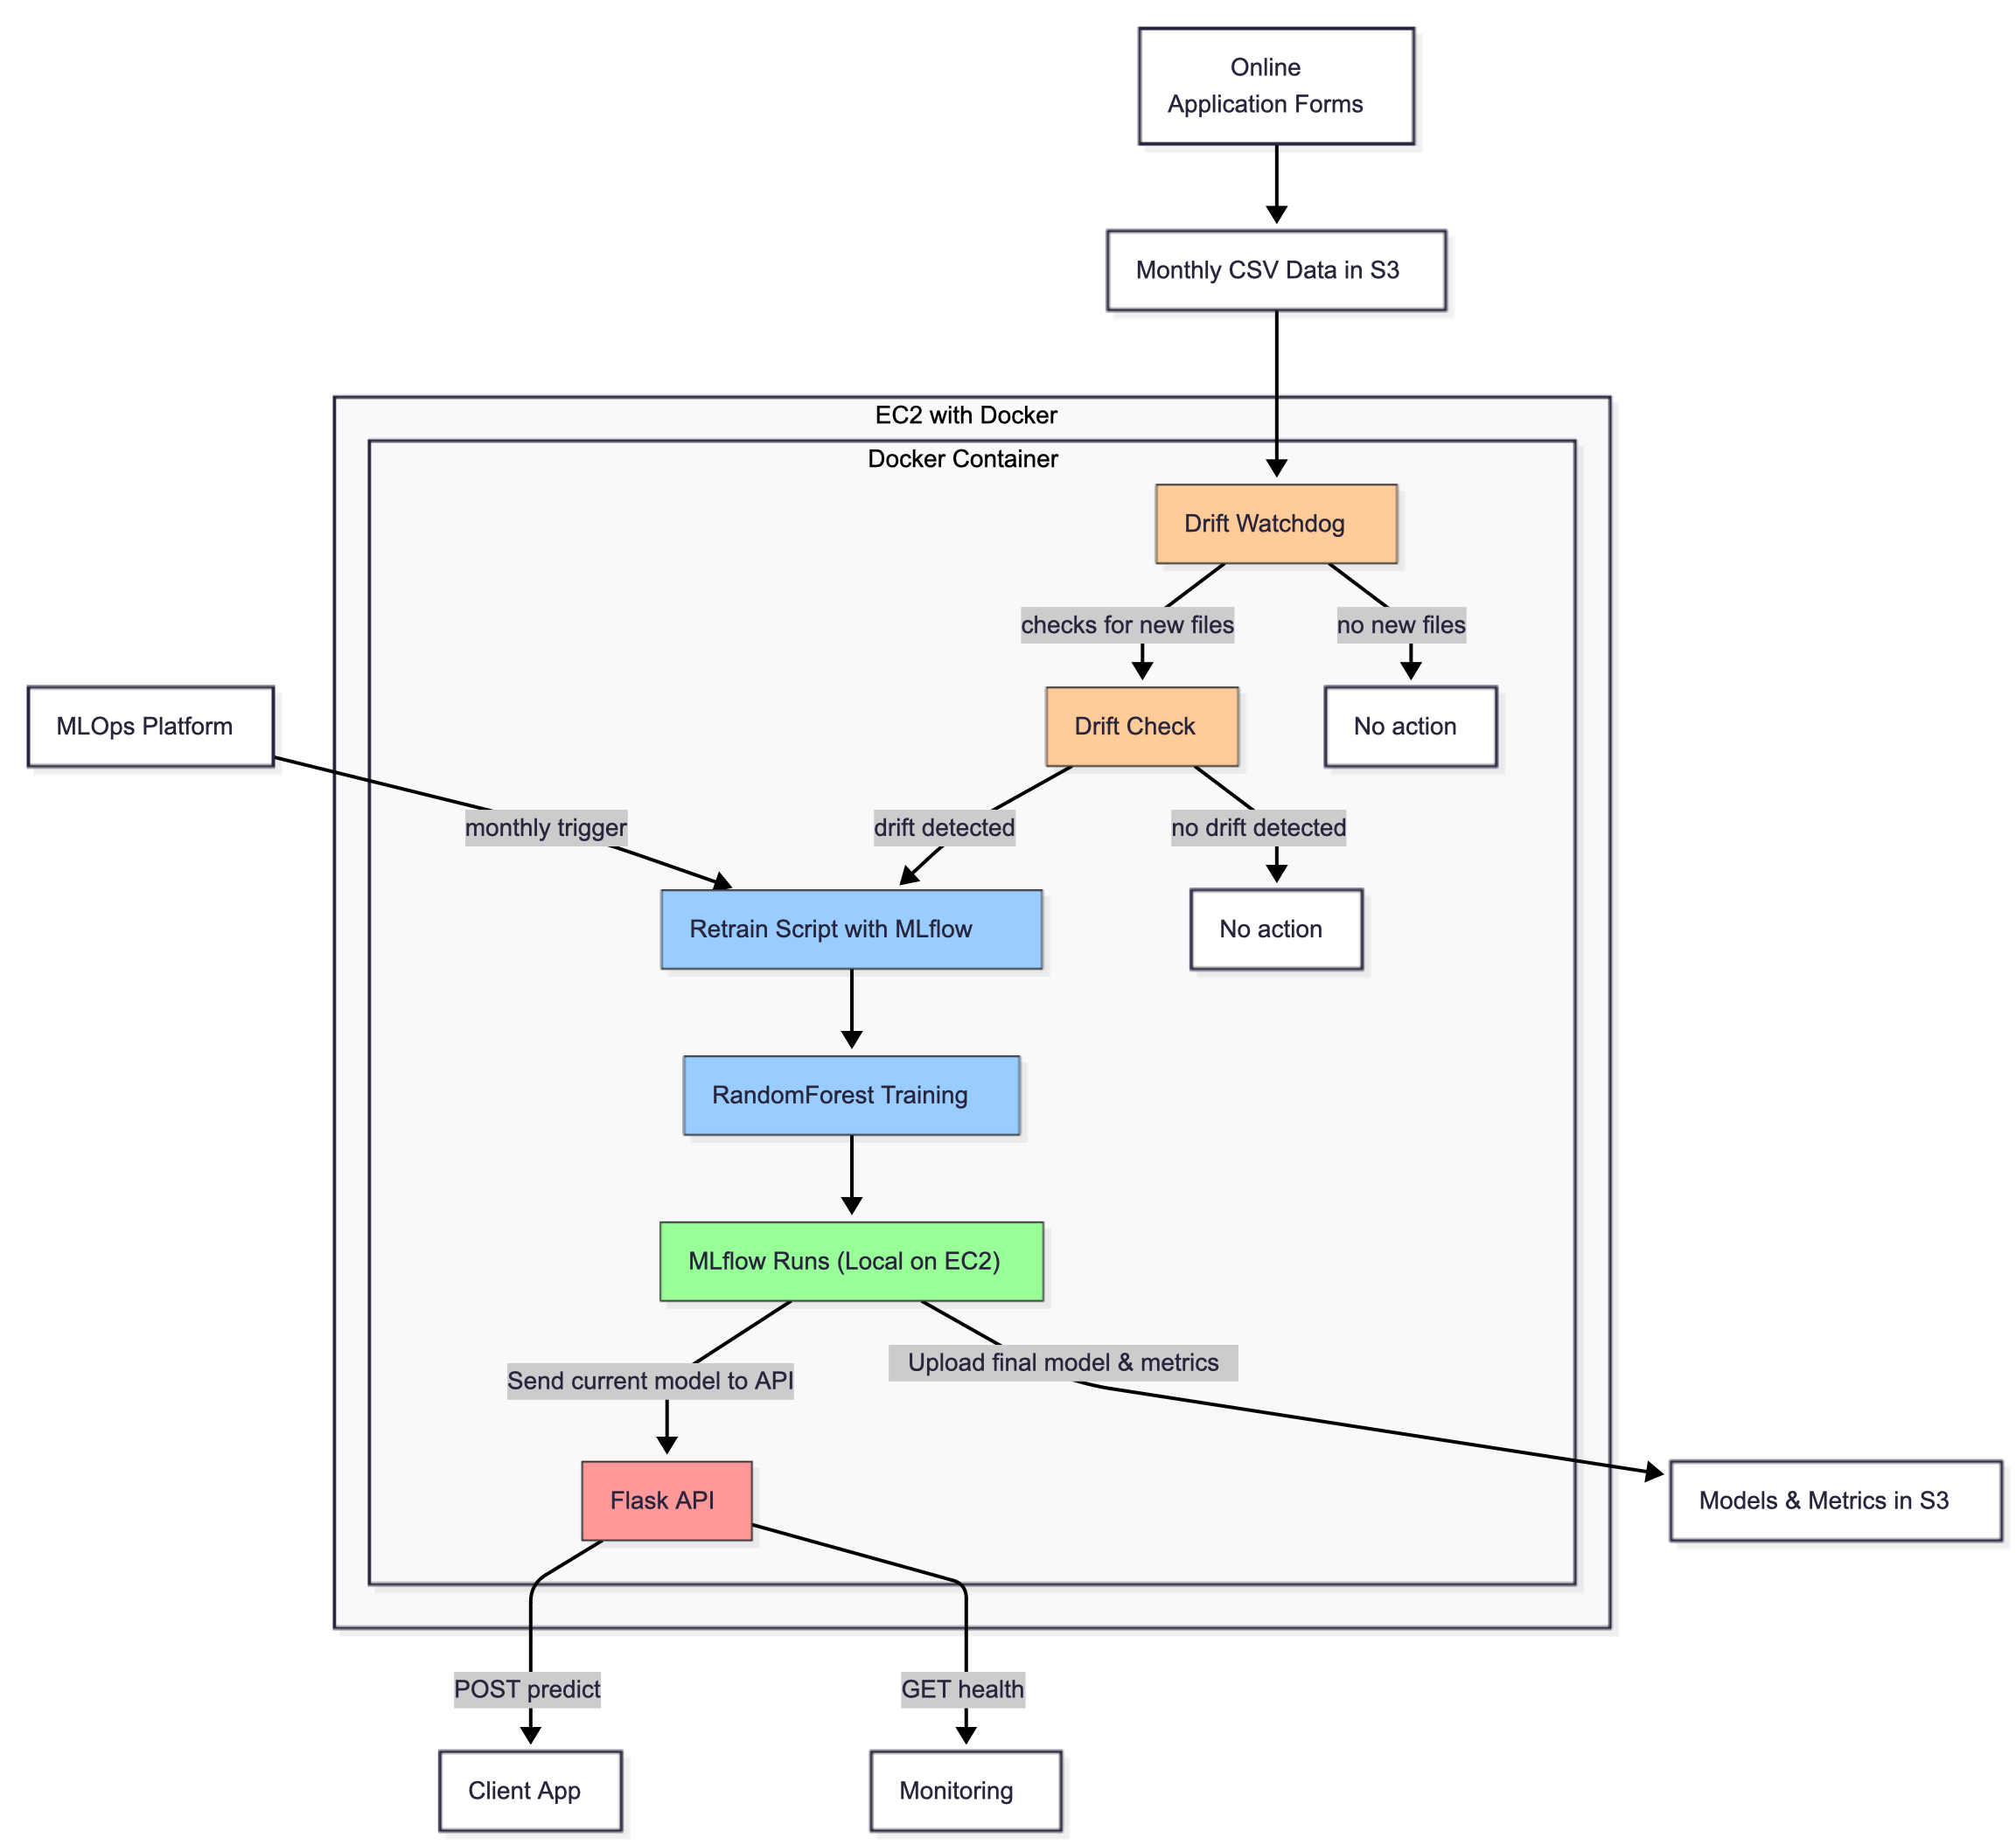 Online
Application Forms
Monthly CSV Data in S3
EC2 with Docker
Docker Container
Drift Watchdog
checks for new files
no new files
MLOps Platform
Drift Check
No action
monthly trigger
drift detected
no drift detected
Retrain Script with MLflow
No action
RandomForest Training
MLflow Runs (Local on EC2)
Send current model to API
Upload final model & metrics
Flask API
Models & Metrics in S3
POST predict
GET health
Client App
Monitoring